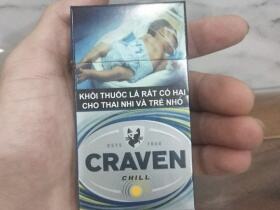 KHÓI THUỐC LÁ RẤT CÓ HẠI
CHO THAI NHI VÀ TRẺ NHỎ
ESTD 1860
CRAVEN
CHILL